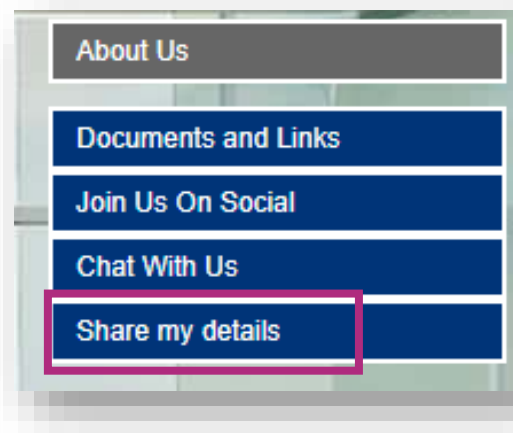 About Us
Documents and Links
Join Us On Social
Chat With Us
Share my details